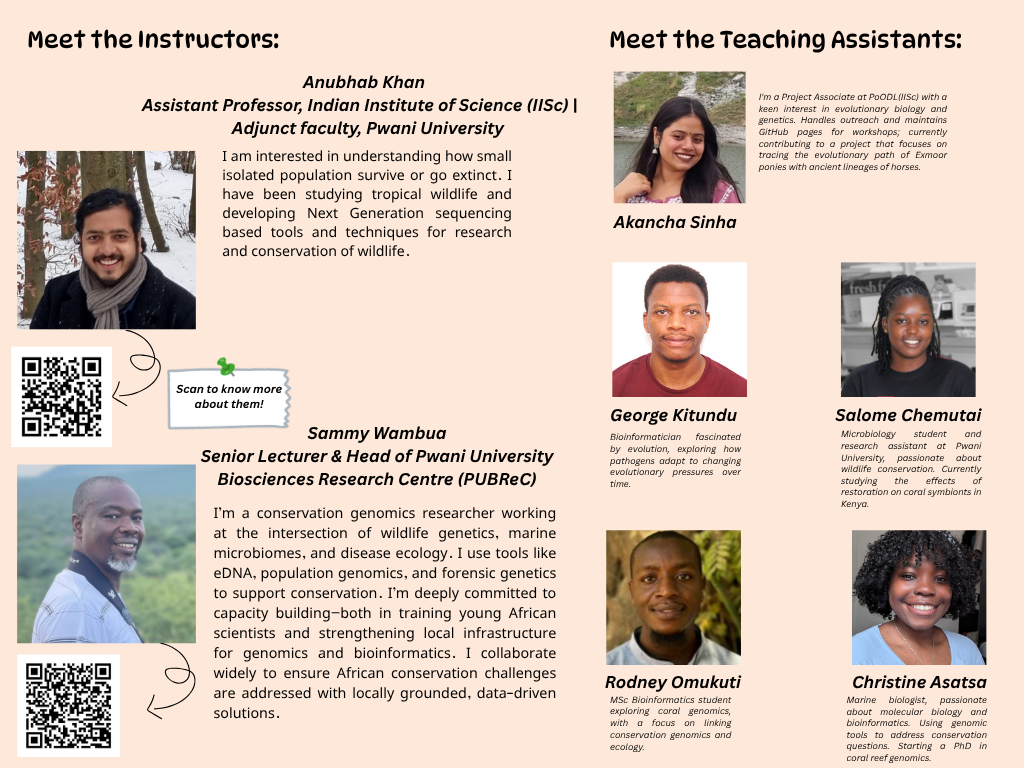 Meet the Instructors:
Anubhab Khan
Assistant Professor, Indian Institute of Science (IISc) |
Adjunct faculty, Pwani University
I am interested in understanding how small
isolated population survive or go extinct. I
have been studying tropical wildlife and
developing Next Generation sequencing
based tools and techniques for research
and conservation of wildlife.
Scan to know more
about them!
Sammy Wambua
Senior Lecturer & Head of Pwani University
Biosciences Research Centre (PUBReC)
I'm a conservation genomics researcher working
at the intersection of wildlife genetics, marine
microbiomes, and disease ecology. I use tools like
eDNA, population genomics, and forensic genetics
to support conservation. I'm deeply committed to
capacity building—both in training young African
scientists and strengthening local infrastructure
for genomics and bioinformatics. I collaborate
widely to ensure African conservation challenges
are addressed with locally grounded, data-driven
solutions.
Meet the Teaching Assistants:
I'm a Project Associate at PoODL(IISc) with a
keen interest in evolutionary biology and
genetics. Handles outreach and maintains
GitHub pages for workshops; currently
contributing to a project that focuses on
tracing the evolutionary path of Exmoor
ponies with ancient lineages of horses.
Akancha Sinha
fresh fr
George Kitundu
Bioinformatician fascinated
by evolution, exploring how
pathogens adapt to changing
evolutionary pressures over
time.
Salome Chemutai
Microbiology student and
research assistant at Pwani
University, passionate about
wildlife conservation. Currently
studying the effects of
restoration on coral symbionts in
Kenya.
Rodney Omukuti
MSc Bioinformatics student
exploring coral genomics,
with a focus on linking
conservation genomics and
ecology.
Christine Asatsa
Marine biologist, passionate
about molecular biology and
bioinformatics. Using genomic
tools to address conservation
questions. Starting a PhD in
coral reef genomics.